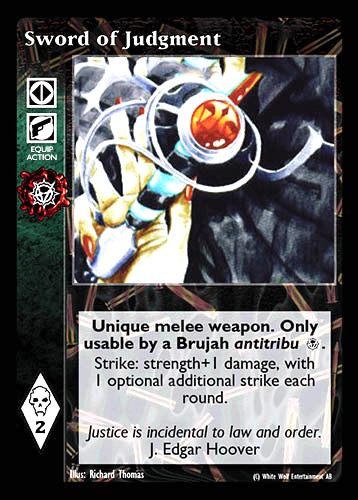 Sword of Judgment
EQUIP
ACTION
Unique melee weapon. Only
usable by a Brujah antitribu .
Strike: strength+1 damage, with
1 optional additional strike each
round.
Justice is incidental to law and order.
J. Edgar Hoover
2
Illus: Richard Thomas
(C) White Wolf Entertainment AB